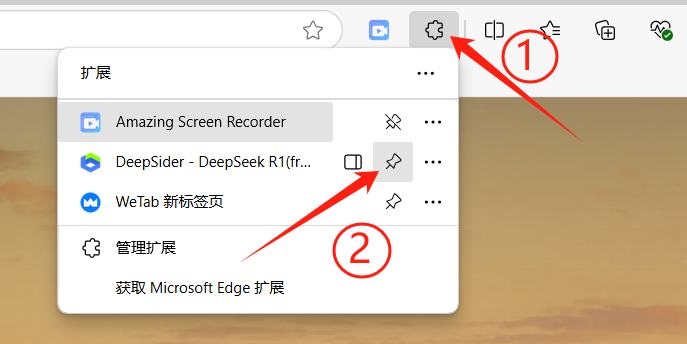 ①
扩展
Amazing Screen Recorder
DeepSider - DeepSeek R1(fr...
WeTab 新标签页
②
管理扩展
获取 Microsoft Edge 扩展